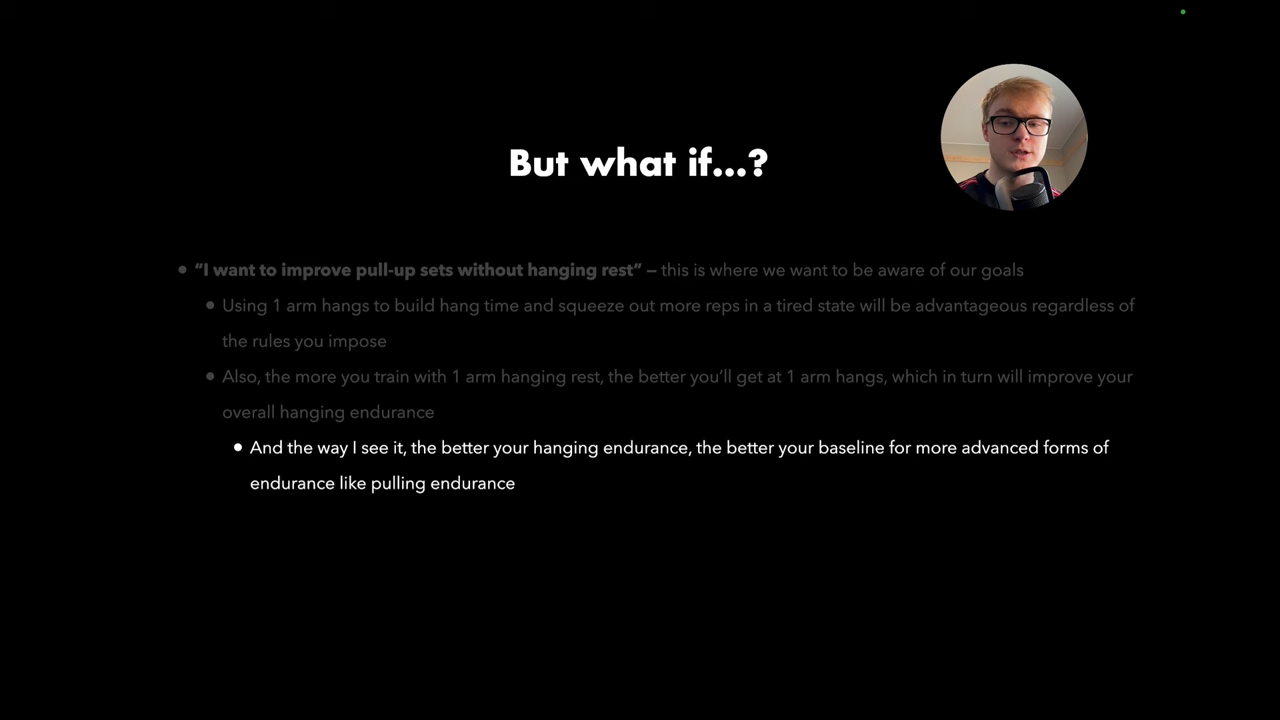 But what if...?
• "I want to improve pull-up sets without hanging rest" – this is where we want to be aware of our goals
• Using 1 arm hangs to build hang time and squeeze out more reps in a tired state will be advantageous regardless of
the rules you impose
• Also, the more you train with 1 arm hanging rest, the better you'll get at 1 arm hangs, which in turn will improve your
overall hanging endurance
• And the way I see it, the better your hanging endurance, the better your baseline for more advanced forms of
endurance like pulling endurance